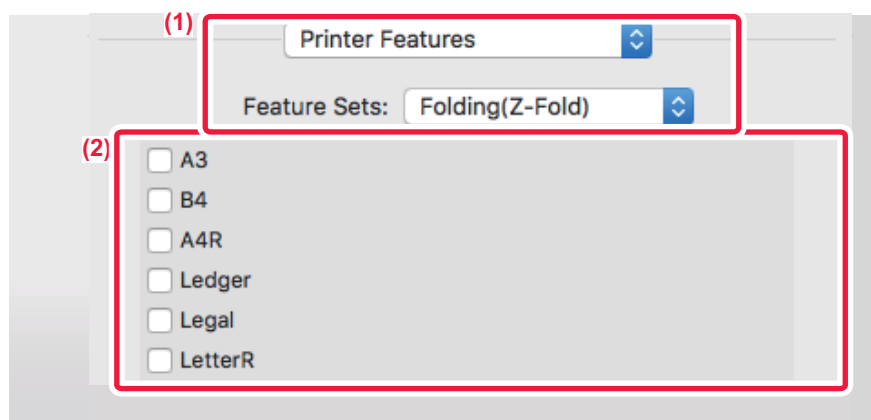 (1)
Printer Features
Feature Sets: Folding(Z-Fold)
(2)
A3
B4
A4R
Ledger
Legal
LetterR